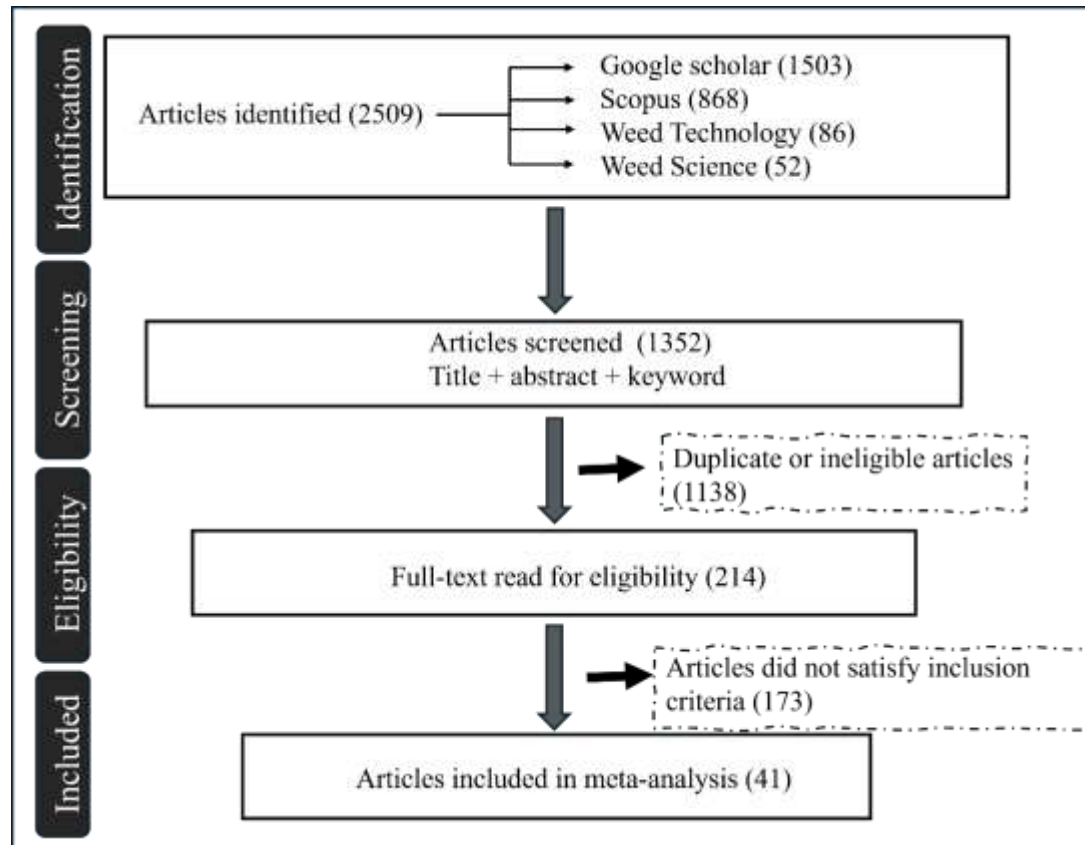 Identification
Articles identified (2509)
Google scholar (1503)
Scopus (868)
Weed Technology (86)
Weed Science (52)
Screening
Articles screened (1352)
Title + abstract + keyword
Duplicate or ineligible articles
(1138)
Eligibility
Full-text read for eligibility (214)
Articles did not satisfy inclusion
criteria (173)
Included
Articles included in meta-analysis (41)